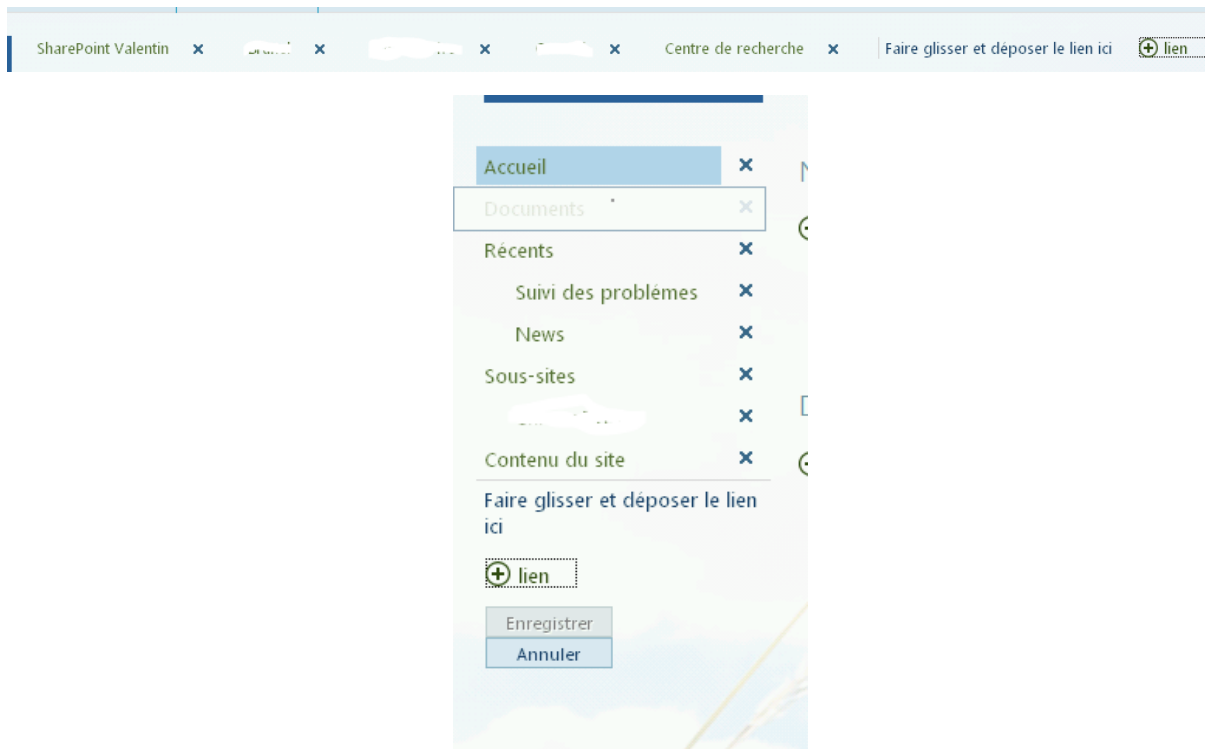 SharePoint Valentin
Centre de recherche
Faire glisser et déposer le lien ici
lien
Accueil
Documents
Récents
Suivi des problèmes
News
Sous-sites
Contenu du site
Faire glisser et déposer le lien
ici
lien
Enregistrer
Annuler